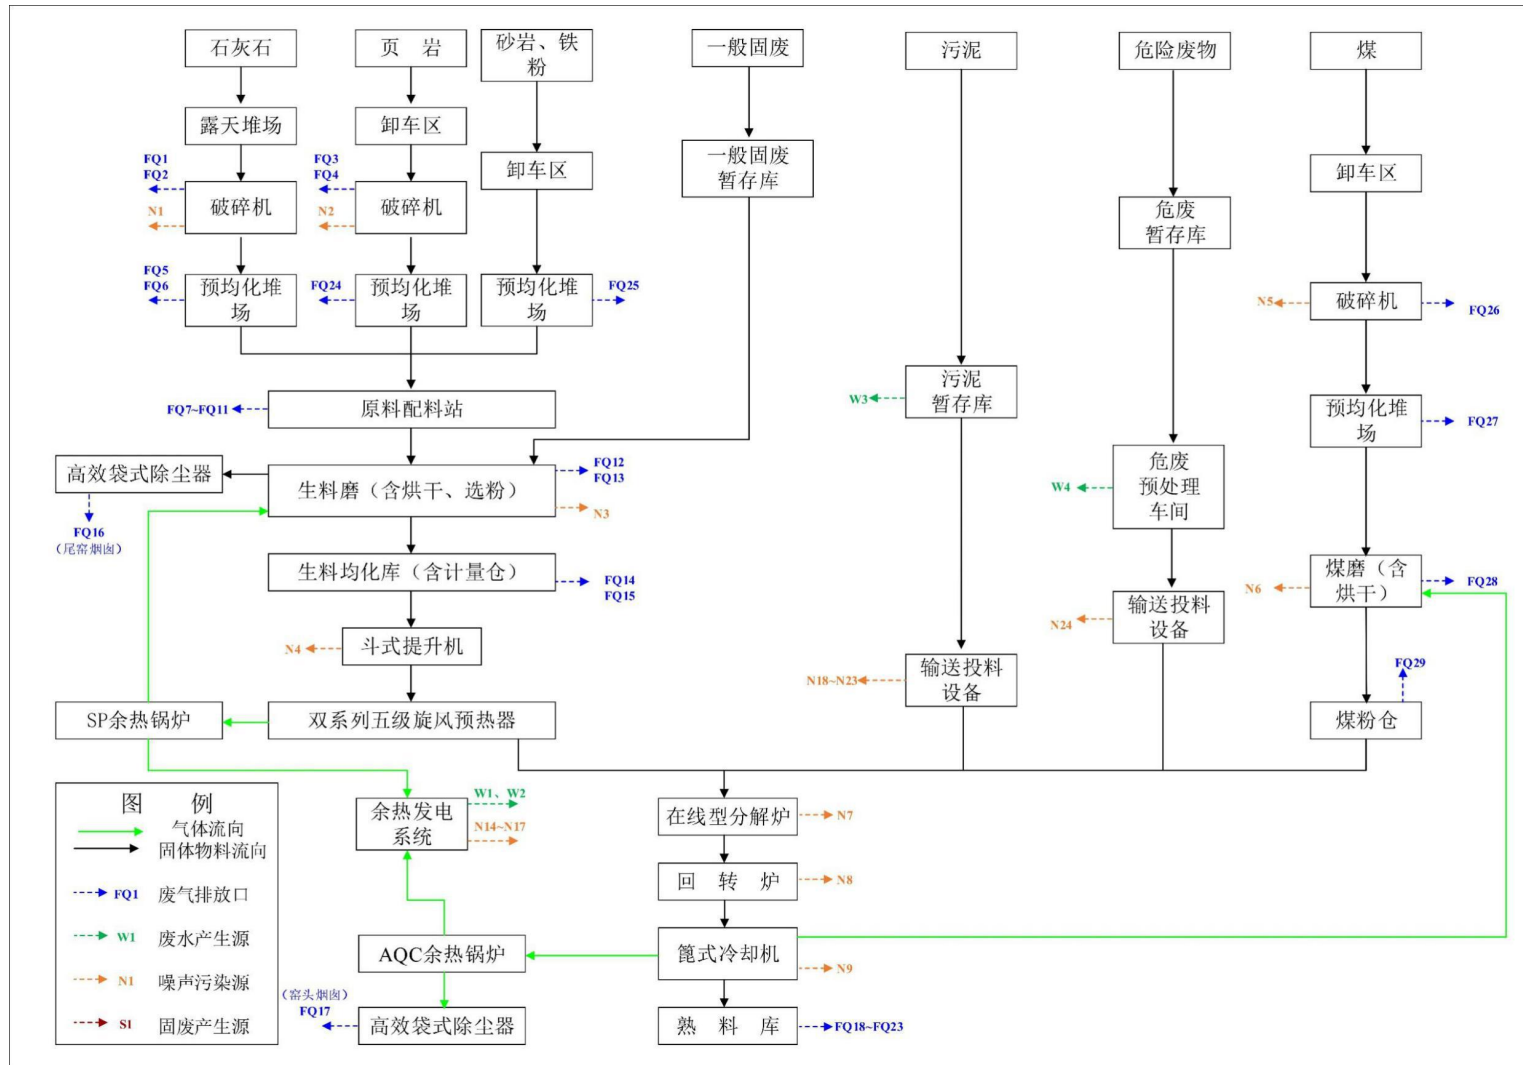 石灰石
页 岩
砂岩、铁
粉
一般固废
污泥
危险废物
煤
露天堆场
卸车区
卸车区
一般固废
暂存库
卸车区
FQ1
FQ2
N1
破碎机
FQ3
FQ4
N2
破碎机
危废
暂存库
FQ5
FQ6
预均化堆
场
FQ24
预均化堆
场
预均化堆
场
FQ25
N5
破碎机
FQ26
FQ7~FQ11
原料配料站
W3
污泥
暂存库
预均化堆
场
FQ27
高效袋式除尘器
FQ16
（尾窑烟囱）
生料磨（含烘干、选粉）
FQ12
FQ13
N3
W4
危废
预处理
车间
生料均化库（含计量仓）
FQ14
FQ15
N6
煤磨（含
烘干）
FQ28
N4
斗式提升机
N24
输送投料
设备
N18~N23
输送投料
设备
FQ29
煤粉仓
SP余热锅炉
双系列五级旋风预热器
余热发电
系统
W1、W2
N14~N17
在线型分解炉
N7
回 转 炉
N8
AQC余热锅炉
篦式冷却机
N9
（窑头烟囱）
FQ17
高效袋式除尘器
熟 料 库
FQ18~FQ23
图 例
气体流向
固体物料流向
FQ1 废气排放口
W1 废水产生源
N1 噪声污染源
S1 固废产生源